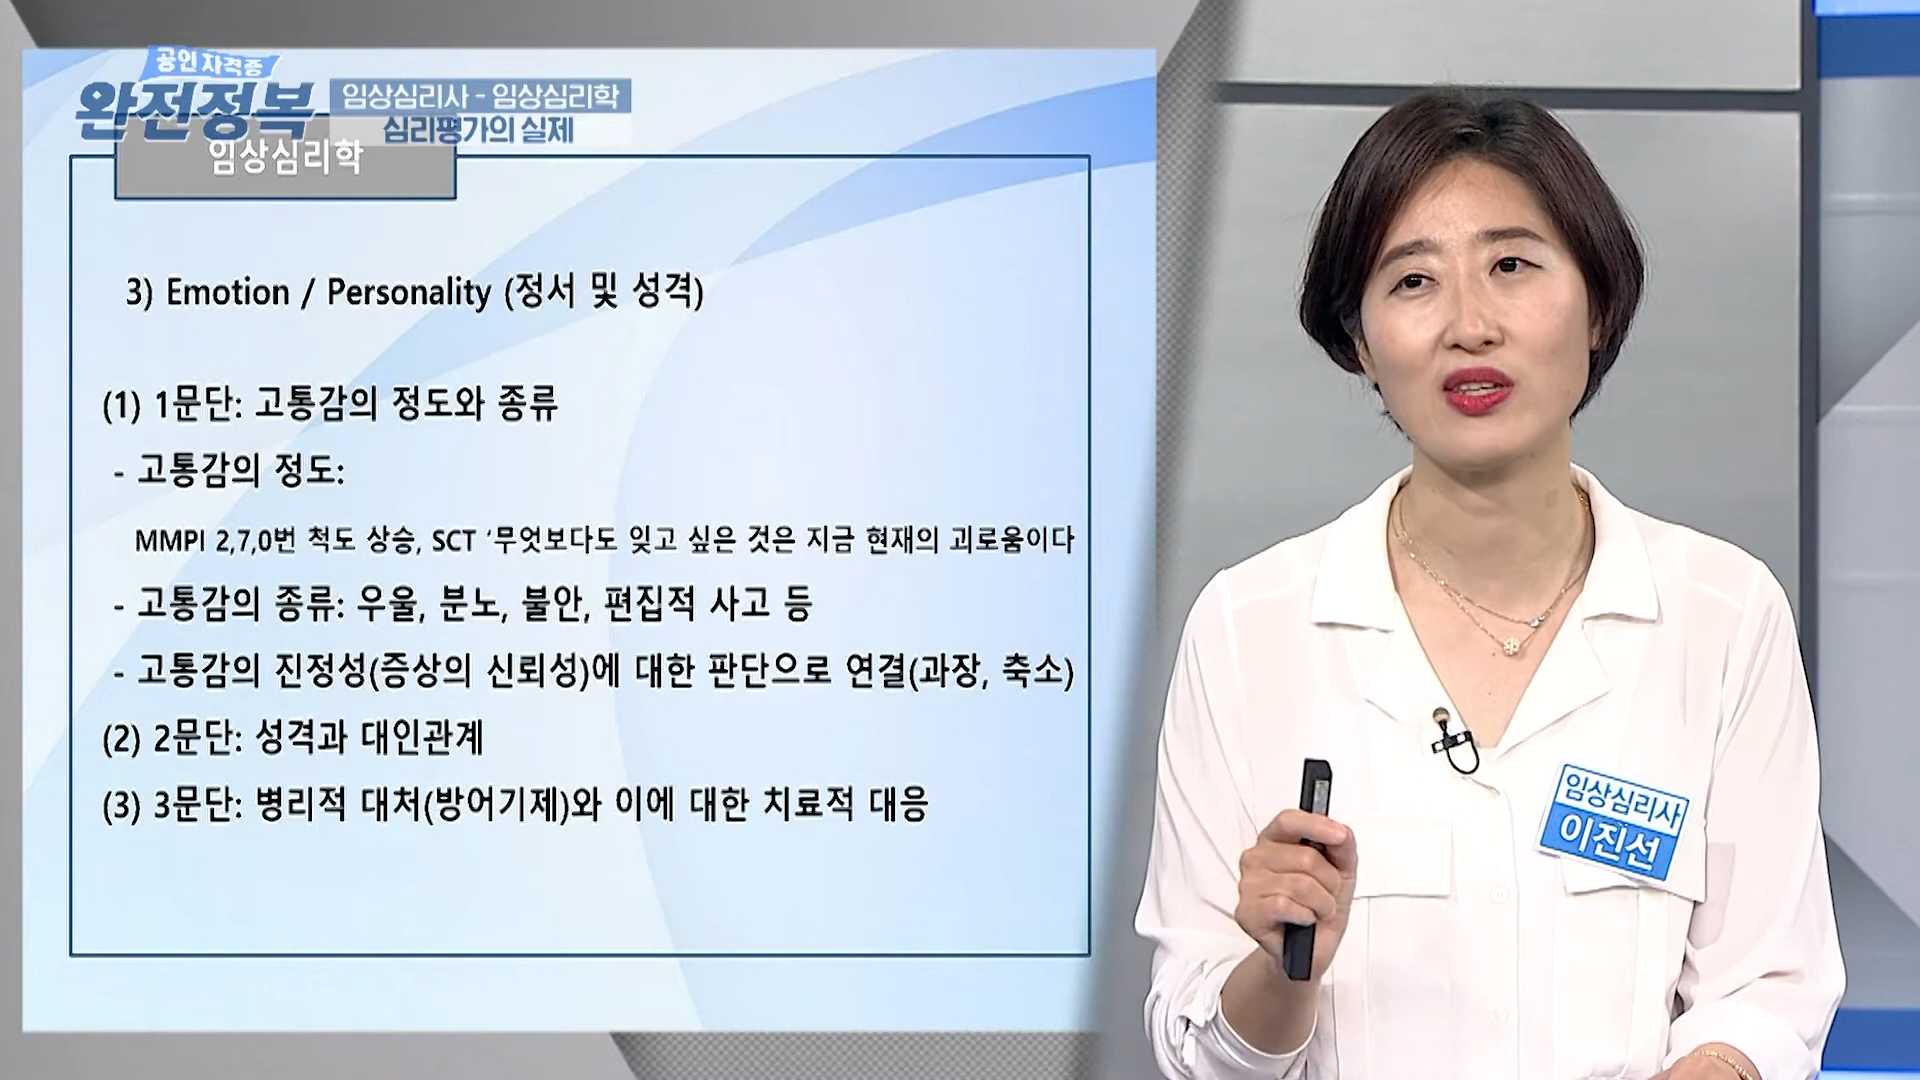 공인 자격증
완전정복
임상심리사 - 임상심리학
심리평가의 실제
임상심리학
3) Emotion / Personality (정서 및 성격)
(1) 1문단: 고통감의 정도와 종류
- 고통감의 정도:
MMPI 2,7,0번 척도 상승, SCT ‘무엇보다도 잊고 싶은 것은 지금 현재의 괴로움이다
- 고통감의 종류: 우울, 분노, 불안, 편집적 사고 등
- 고통감의 진정성(증상의 신뢰성)에 대한 판단으로 연결(과장, 축소)
(2) 2문단: 성격과 대인관계
(3) 3문단: 병리적 대처(방어기제)와 이에 대한 치료적 대응
임상심리사
이진선